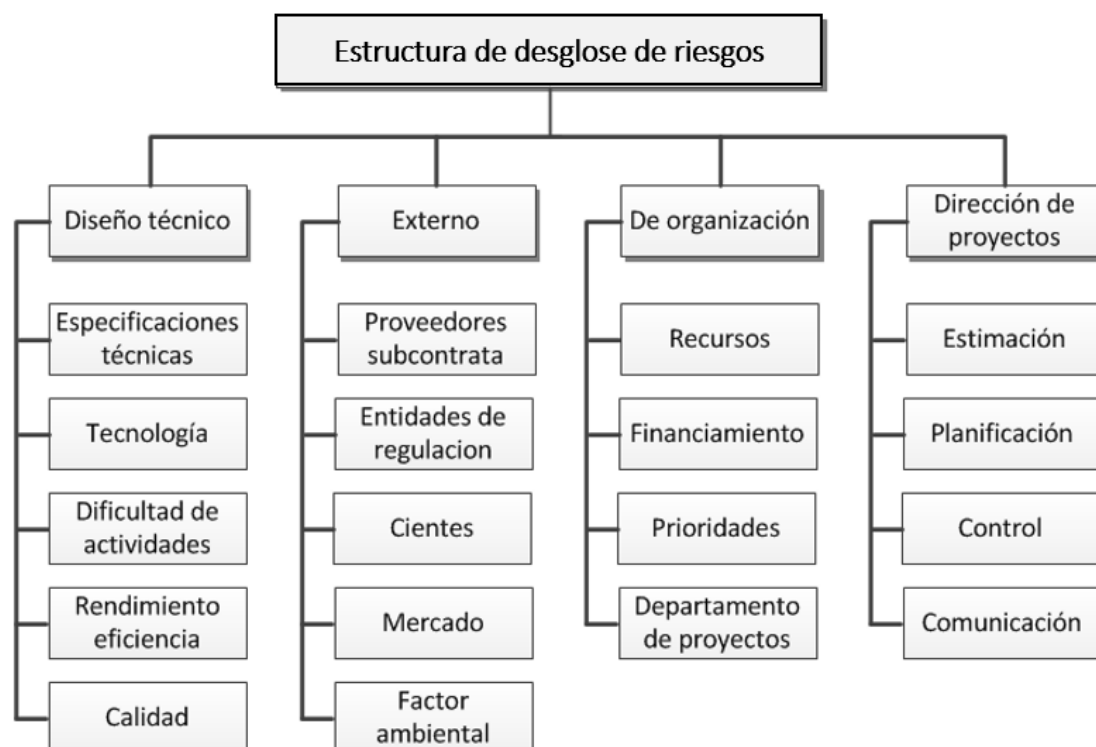 Estructura de desglose de riesgos
Diseño técnico
Especificaciones
técnicas
Tecnología
Dificultad de
actividades
Rendimiento
eficiencia
Calidad
Externo
Proveedores
subcontrata
Entidades de
regulacion
Cientes
Mercado
Factor
ambiental
De organización
Recursos
Financiamiento
Prioridades
Departamento
de proyectos
Dirección de
proyectos
Estimación
Planificación
Control
Comunicación